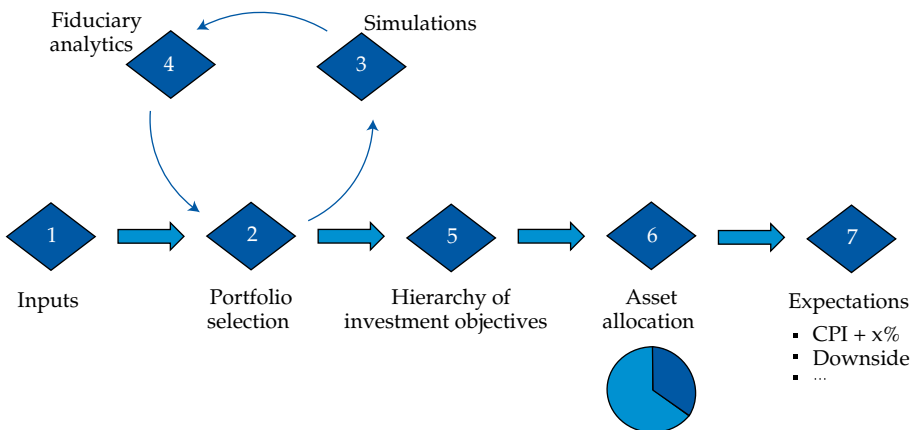 Fiduciary
analytics
Simulations
4
3
1
2
5
6
7
Inputs
Portfolio
selection
Hierarchy of
investment objectives
Asset
allocation
Expectations
▪ CPI + x%
▪ Downside
▪ ...